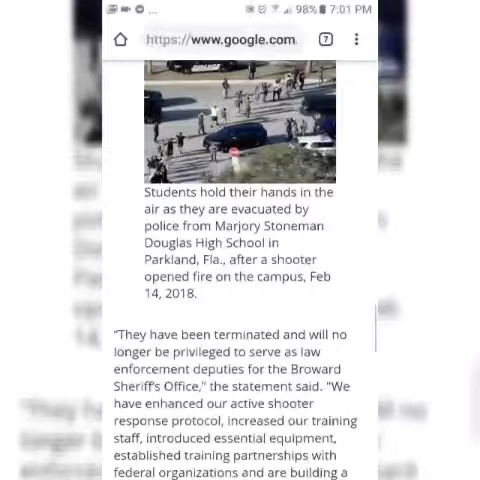 98% 7:01 PM
https://www.google.com
7
Students hold their hands in the
air as they are evacuated by
police from Marjory Stoneman
Douglas High School in
Parkland, Fla., after a shooter
opened fire on the campus, Feb
14, 2018.
"They have been terminated and will no
longer be privileged to serve as law
enforcement deputies for the Broward
Sheriff's Office," the statement said. "We
have enhanced our active shooter
response protocol, increased our training
staff, introduced essential equipment,
established training partnerships with
federal organizations and are building a